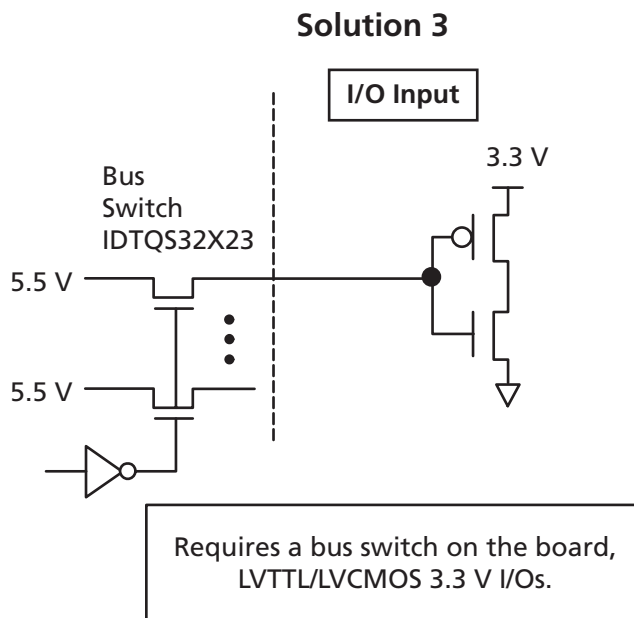 Solution 3
I/O Input
3.3 V
Bus
Switch
IDTQS32X23
5.5 V
5.5 V
Requires a bus switch on the board,
LVTTL/LVCMOS 3.3 V I/Os.